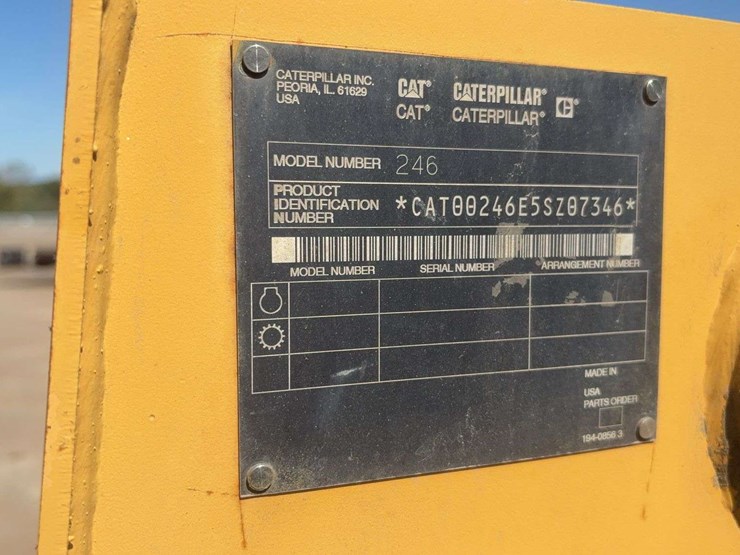 CATERPILLAR INC.
PEORIA, IL. 61629
USA
CAT® CATERPILLAR® C®
CAT® CATERPILLAR®
MODEL NUMBER 246
PRODUCT
IDENTIFICATION
NUMBER *CAT00246E5SZ07346*
MODEL NUMBER SERIAL NUMBER ARRANGEMENT NUMBER
MADE IN
USA
PARTS ORDER
194-0856 3